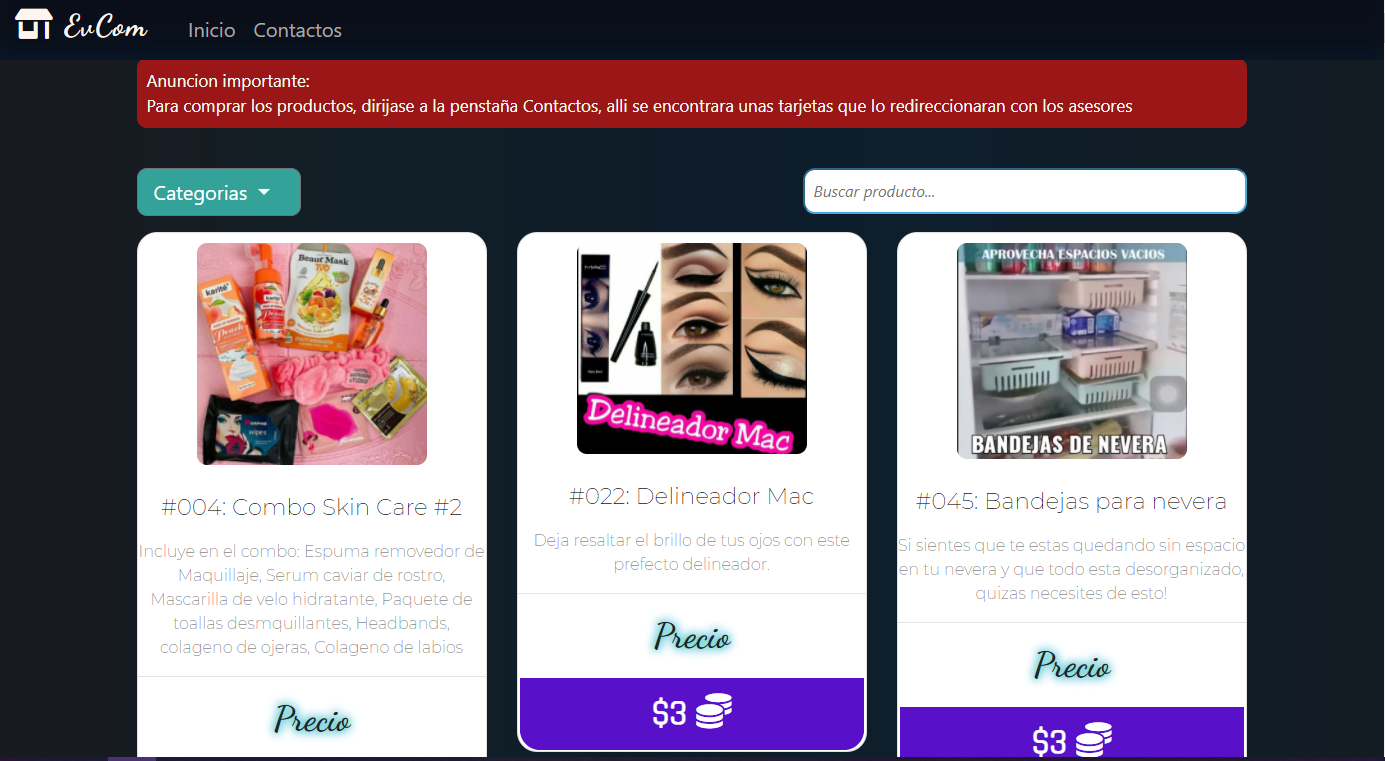 EvCom
Inicio
Contactos
Anuncion importante:
Para comprar los productos, dirijase a la penstaña Contactos, alli se encontrara unas tarjetas que lo redireccionaran con los asesores
Categorias
Buscar producto...
karité
Peach
karité
Beauty Mask
TVO
wipes
#004: Combo Skin Care #2
Incluye en el combo: Espuma removedor de
Maquillaje, Serum caviar de rostro,
Mascarilla de velo hidratante, Paquete de
toallas desmquillantes, Headbands,
colageno de ojeras, Colageno de labios
Precio
MAC
Delineador Mac
#022: Delineador Mac
Deja resaltar el brillo de tus ojos con este
prefecto delineador.
Precio
$3
APROVECHA ESPACIOS VACIOS
BANDEJAS DE NEVERA
#045: Bandejas para nevera
Si sientes que te estas quedando sin espacio
en tu nevera y que todo esta desorganizado,
quizas necesites de esto!
Precio
$3